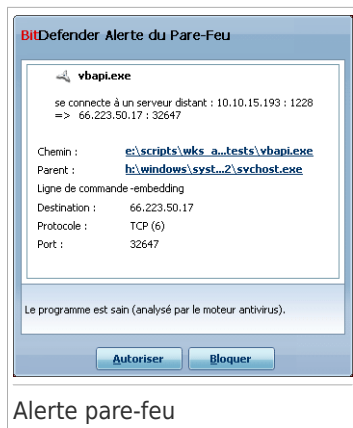 BitDefender Alerte du Pare-Feu
vbapi.exe
se connecte à un serveur distant : 10.10.15.193 : 1228
=> 66.223.50.17 : 32647
Chemin : e:\scripts\wks_a...tests\vbapi.exe
Parent : h:\windows\syst...2\svchost.exe
Ligne de commande -embedding
Destination : 66.223.50.17
Protocole : TCP (6)
Port : 32647
Le programme est sain (analysé par le moteur antivirus).
Autoriser Bloquer
Alerte pare-feu